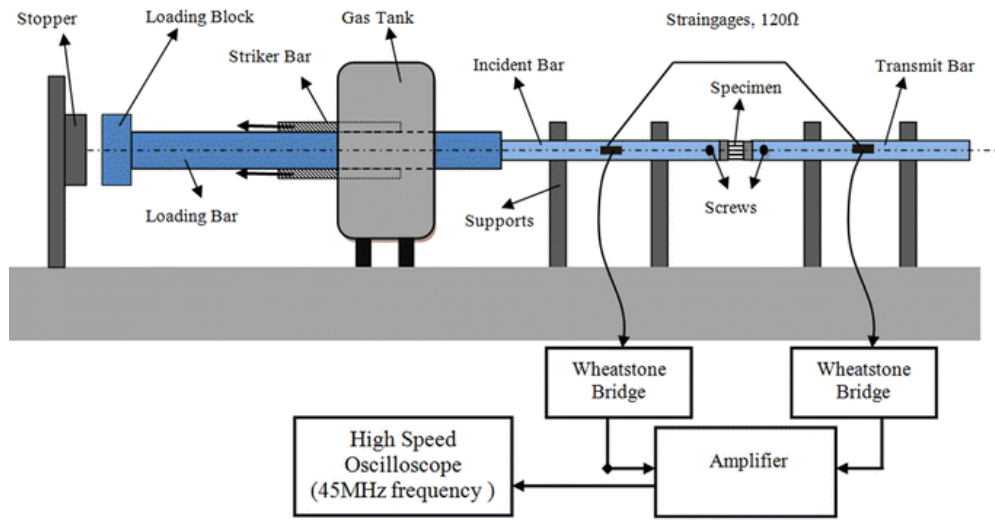 Stopper
Loading Block
Gas Tank
Straingages, 120Ω
Striker Bar
Incident Bar
Specimen
Transmit Bar
Loading Bar
Supports
Screws
Wheatstone
Bridge
Wheatstone
Bridge
High Speed
Oscilloscope
(45MHz frequency )
Amplifier